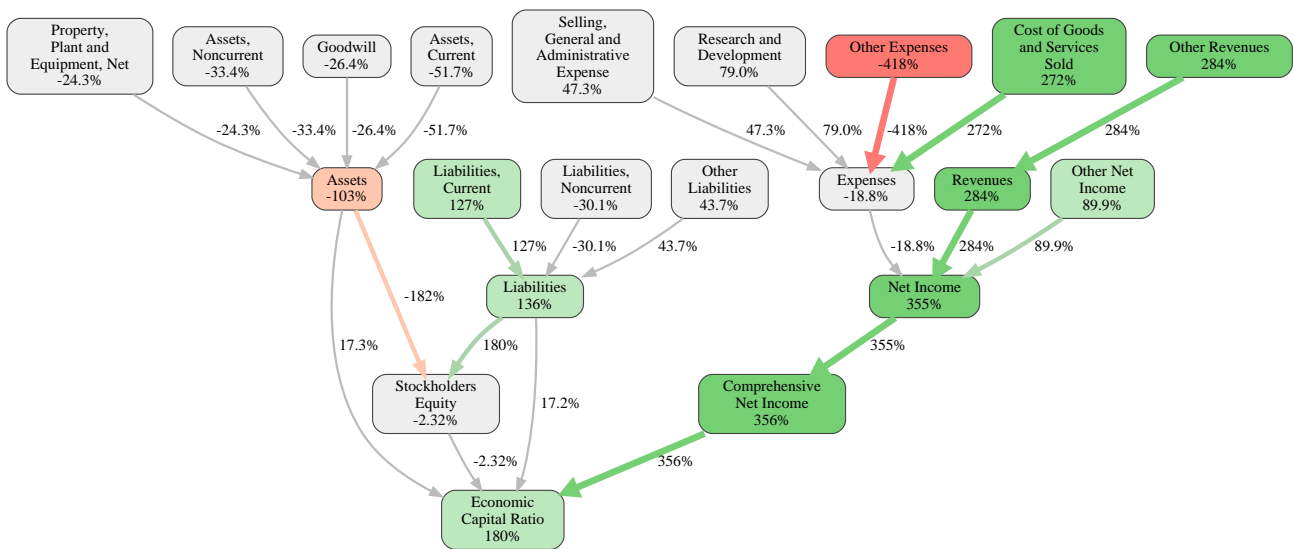 Property,
Plant and
Equipment, Net
-24.3%
Assets,
Noncurrent
-33.4%
Goodwill
-26.4%
Assets,
Current
-51.7%
Selling,
General and
Administrative
Expense
47.3%
Research and
Development
79.0%
Other Expenses
-418%
Cost of Goods
and Services
Sold
272%
Other Revenues
284%
-24.3%
-33.4%
-26.4%
-51.7%
47.3%
79.0%
-418%
272%
284%
Assets
-103%
Liabilities,
Current
127%
Liabilities,
Noncurrent
-30.1%
Other
Liabilities
43.7%
Expenses
-18.8%
Revenues
284%
Other Net
Income
89.9%
127%
-30.1%
43.7%
-18.8%
284%
89.9%
Liabilities
136%
Net Income
355%
-182%
17.3%
180%
355%
Stockholders
Equity
-2.32%
17.2%
Comprehensive
Net Income
356%
-2.32%
356%
Economic
Capital Ratio
180%